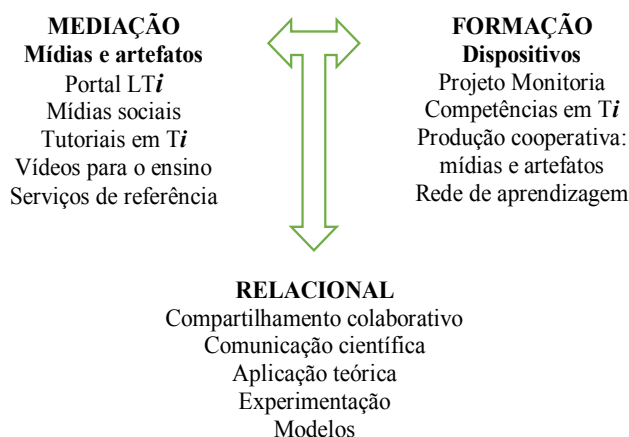 MEDIAÇÃO
Mídias e artefatos
Portal LTi
Mídias sociais
Tutoriais em Ti
Vídeos para o ensino
Serviços de referência
FORMAÇÃO
Dispositivos
Projeto Monitoria
Competências em Ti
Produção cooperativa:
mídias e artefatos
Rede de aprendizagem
RELACIONAL
Compartilhamento colaborativo
Comunicação científica
Aplicação teórica
Experimentação
Modelos